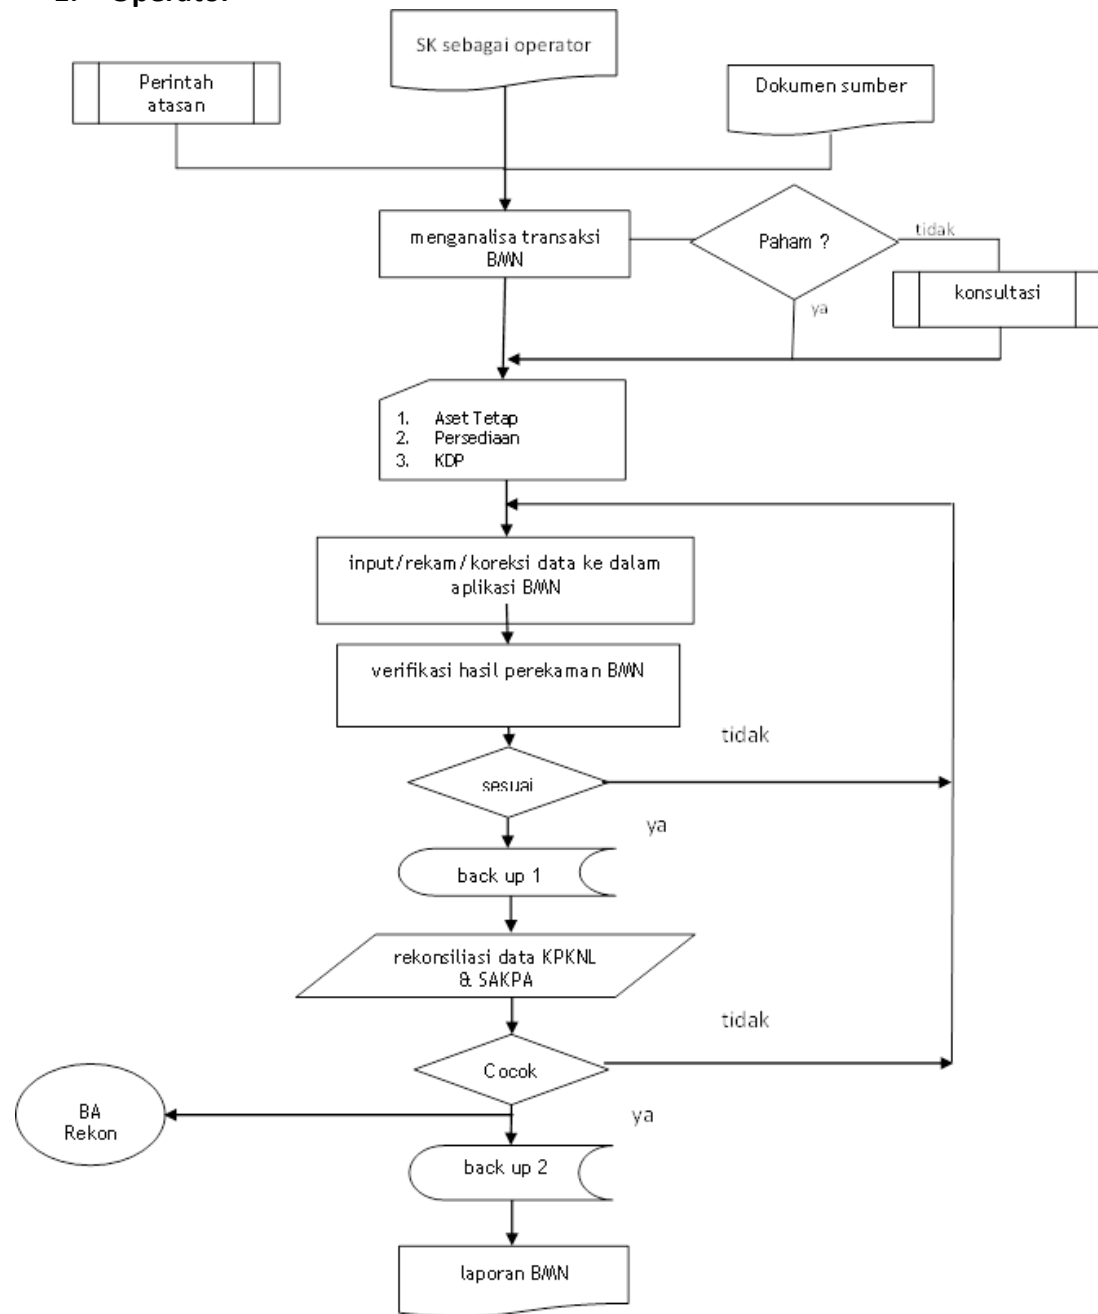 Operator
SK sebagai operator
Perintah
atasan
Dokumen sumber
menganalisa transaksi
BMN
Paham ?
tidak
konsultasi
ya
1. Aset Tetap
2. Persediaan
3. KDP
input/rekam/koreksi data ke dalam
aplikasi BMN
verifikasi hasil perekaman BMN
tidak
sesuai
ya
back up 1
rekonsiliasi data KPKNL
& SAKPA
tidak
Cocok
BA
Rekon
ya
back up 2
laporan BMN